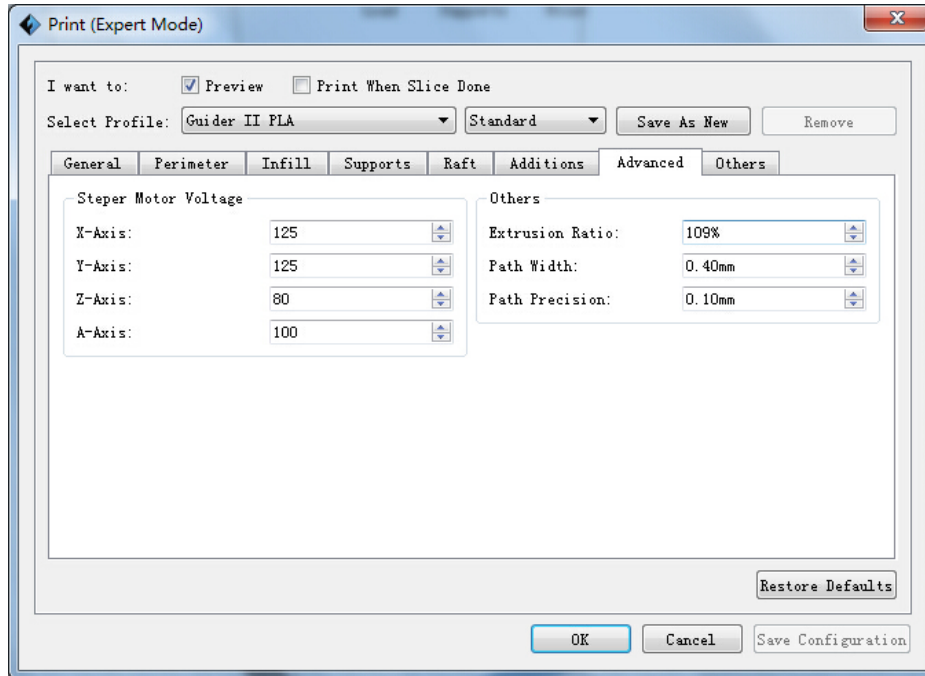 Print (Expert Mode)
I want to: Preview Print When Slice Done
Select Profile: Guider II PLA Standard Save As New Remove
General Perimeter Infill Supports Raft Additions Advanced Others
Steper Motor Voltage
X-Axis: 125
Y-Axis: 125
Z-Axis: 80
A-Axis: 100
Others
Extrusion Ratio: 109%
Path Width: 0.40mm
Path Precision: 0.10mm
Restore Defaults
OK Cancel Save Configuration